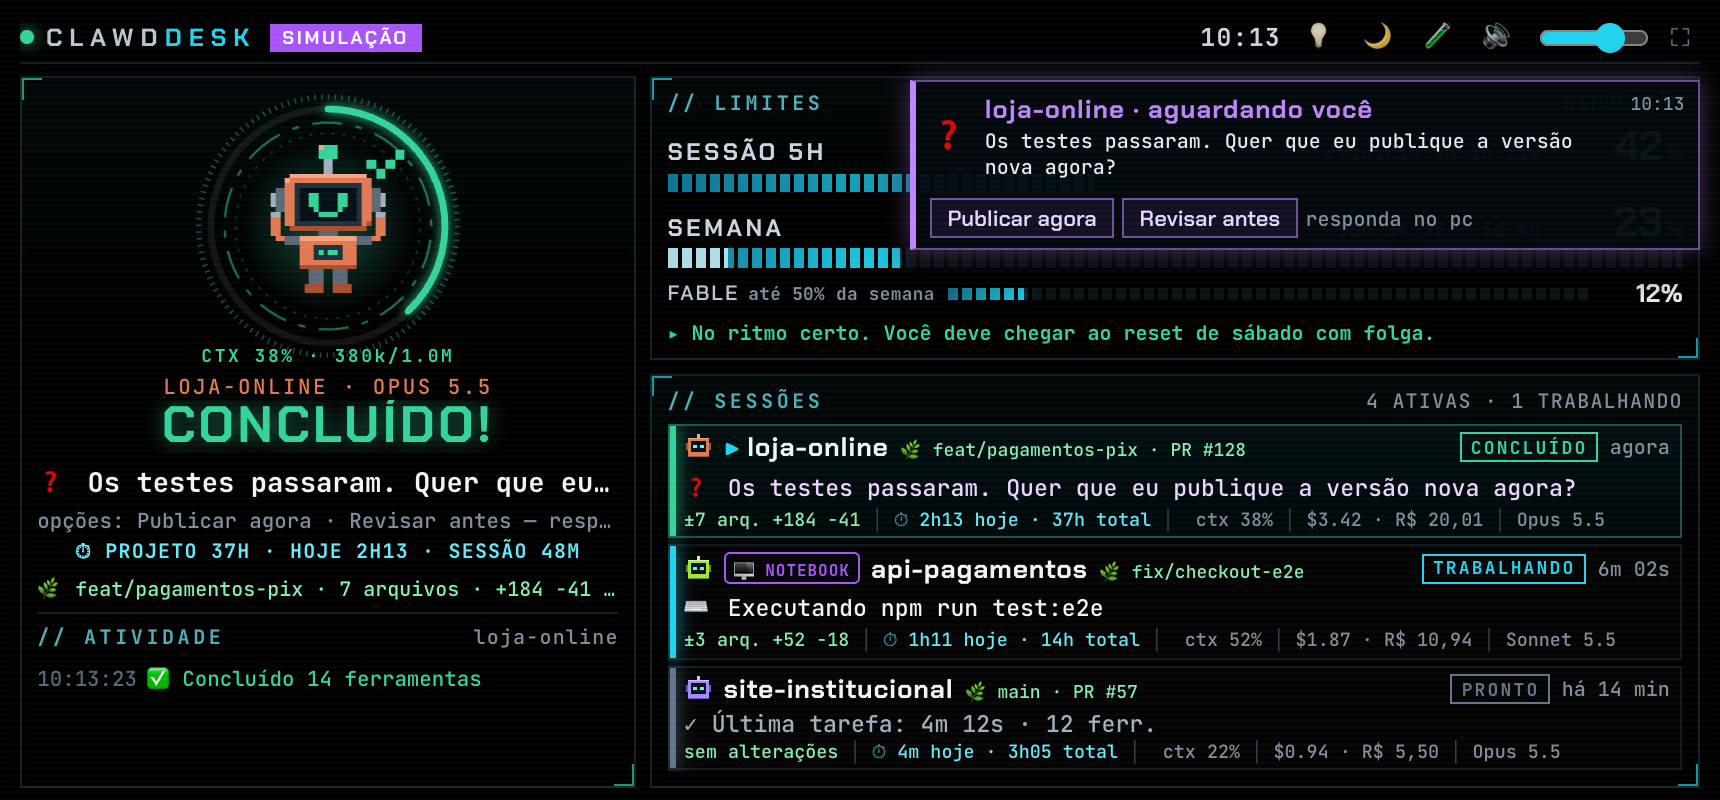 CLAWDDESK SIMULAÇÃO
10:13
CTX 38% · 380k/1.0M
LOJA-ONLINE · OPUS 5.5
CONCLUÍDO!
❓ Os testes passaram. Quer que eu…
opções: Publicar agora · Revisar antes — resp…
⏱ PROJETO 37H · HOJE 2H13 · SESSÃO 48M
🌿 feat/pagamentos-pix · 7 arquivos · +184 -41 …
// ATIVIDADE
loja-online
10:13:23 ✅ Concluído 14 ferramentas
// LIMITES
SESSÃO 5H
42%
SEMANA
23%
FABLE até 50% da semana
12%
▸ No ritmo certo. Você deve chegar ao reset de sábado com folga.
loja-online · aguardando você
10:13
❓ Os testes passaram. Quer que eu publique a versão
nova agora?
Publicar agora
Revisar antes
responda no pc
// SESSÕES
4 ATIVAS · 1 TRABALHANDO
▶ loja-online 🌿 feat/pagamentos-pix · PR #128
CONCLUÍDO agora
❓ Os testes passaram. Quer que eu publique a versão nova agora?
±7 arq. +184 -41 ⏱ 2h13 hoje · 37h total ctx 38% $3.42 · R$ 20,01 Opus 5.5
NOTEBOOK api-pagamentos 🌿 fix/checkout-e2e
TRABALHANDO 6m 02s
Executando npm run test:e2e
±3 arq. +52 -18 ⏱ 1h11 hoje · 14h total ctx 52% $1.87 · R$ 10,94 Sonnet 5.5
site-institucional 🌿 main · PR #57
PRONTO há 14 min
✓ Última tarefa: 4m 12s · 12 ferr.
sem alterações ⏱ 4m hoje · 3h05 total ctx 22% $0.94 · R$ 5,50 Opus 5.5